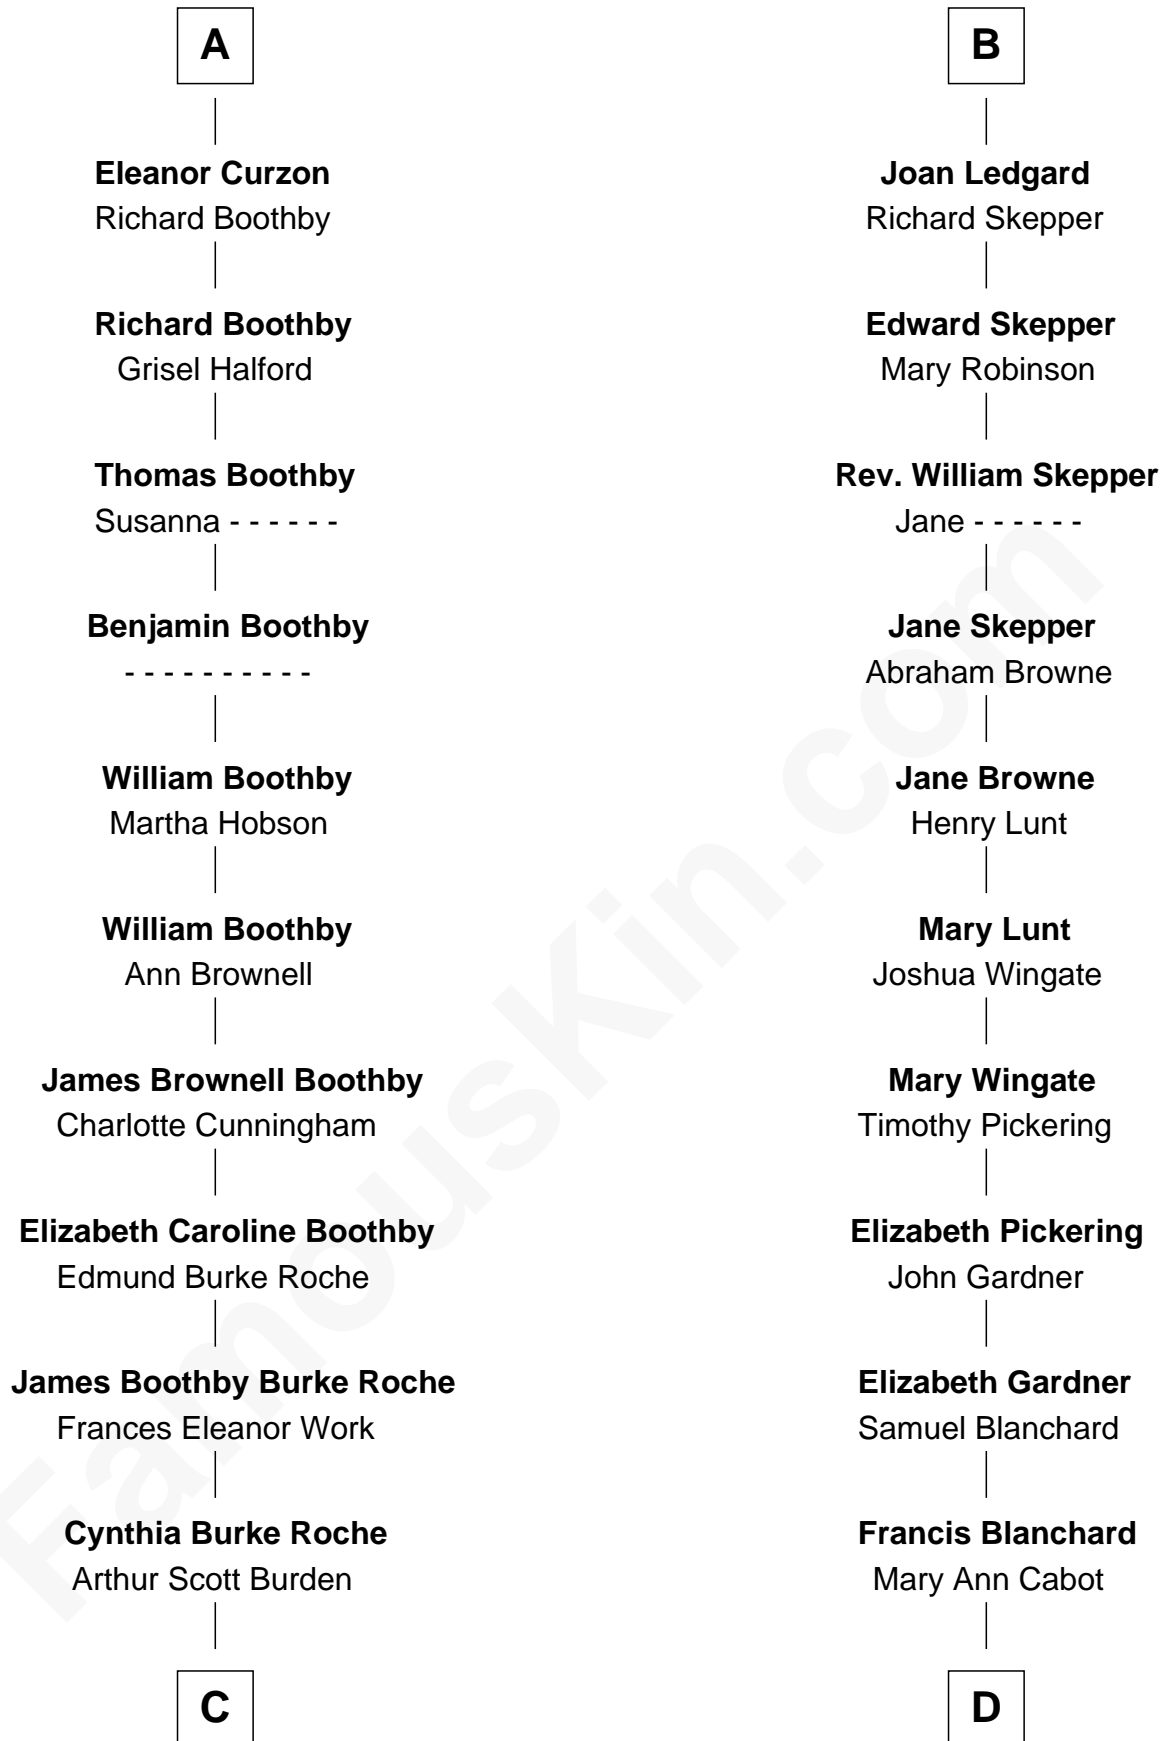 A
Eleanor Curzon
Richard Boothby
Richard Boothby
Grisel Halford
Thomas Boothby
Susanna - - - - - -
Benjamin Boothby
- - - - - - - - - -
William Boothby
Martha Hobson
William Boothby
Ann Brownell
James Brownell Boothby
Charlotte Cunningham
Elizabeth Caroline Boothby
Edmund Burke Roche
James Boothby Burke Roche
Frances Eleanor Work
Cynthia Burke Roche
Arthur Scott Burden
C
B
Joan Ledgard
Richard Skepper
Edward Skepper
Mary Robinson
Rev. William Skepper
Jane - - - - - -
Jane Skepper
Abraham Browne
Jane Browne
Henry Lunt
Mary Lunt
Joshua Wingate
Mary Wingate
Timothy Pickering
Elizabeth Pickering
John Gardner
Elizabeth Gardner
Samuel Blanchard
Francis Blanchard
Mary Ann Cabot
D
FamousKin.com